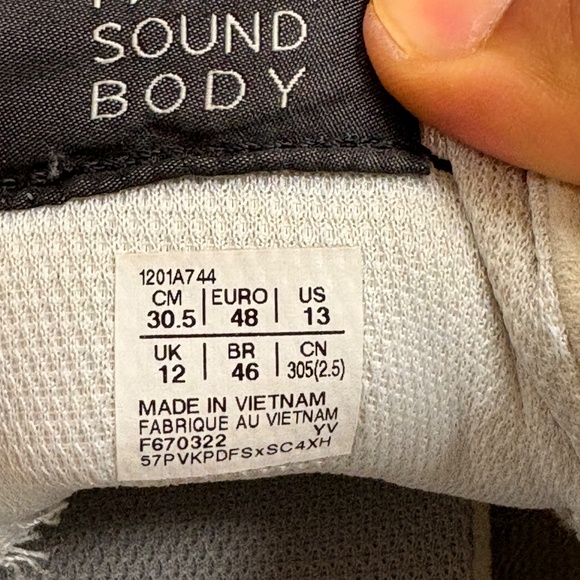 SOUND
BODY
1201A744
CM | EURO | US
30.5 | 48 | 13
UK | BR | CN
12 | 46 | 305(2.5)
MADE IN VIETNAM
FABRIQUE AU VIETNAM
F670322 YV
57PVKPDFSxSC4XH